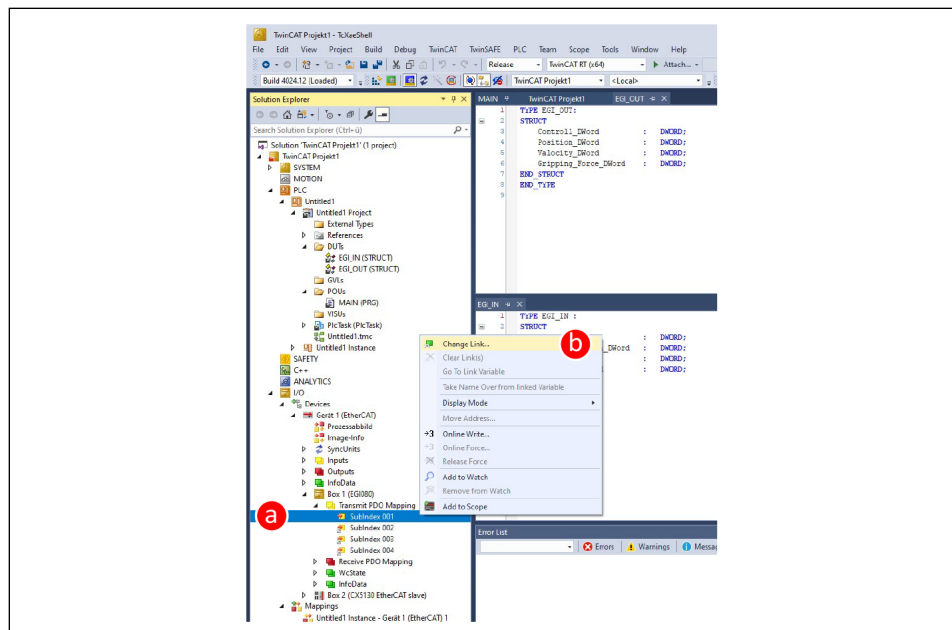 TwinCAT Projekt1 - TcXaeShell
File Edit View Project Build Debug TwinCAT TwinSAFE PLC Team Scope Tools Window Help
Release TwinCAT RT (x64) Attach...
Build 4024.12 (Loaded) TwinCAT Projekt1 <Local>
Solution Explorer
Search Solution Explorer (Ctrl+ü)
Solution 'TwinCAT Projekt1' (1 project)
TwinCAT Projekt1
SYSTEM
MOTION
PLC
Untitled1
Untitled1 Project
External Types
References
DUTs
EGI_IN (STRUCT)
EGI_OUT (STRUCT)
GVLs
POUs
MAIN (PRG)
VISUs
PlcTask (PlcTask)
Untitled1.tmc
Untitled1 Instance
SAFETY
C++
ANALYTICS
I/O
Devices
Gerät 1 (EtherCAT)
Prozessabbild
Image-Info
SyncUnits
Inputs
Outputs
InfoData
Box 1 (EGI080)
Transmit PDO Mapping
a
SubIndex 001
SubIndex 002
SubIndex 003
SubIndex 004
Receive PDO Mapping
WcState
InfoData
Box 2 (CX5130 EtherCAT slave)
Mappings
Untitled1 Instance - Gerät 1 (EtherCAT) 1
MAIN TwinCAT Projekt1 EGI_OUT
1 TYPE EGI_OUT:
2 STRUCT
3 Controll_DWord : DWORD;
4 Position_DWord : DWORD;
5 Valocity_DWord : DWORD;
6 Gripping_Force_DWord : DWORD;
7 END_STRUCT
8 END_TYPE
9
EGI_IN
1 TYPE EGI_IN :
2 STRUCT
: DWORD;
_DWord : DWORD;
: DWORD;
: DWORD;
Change Link...
b
Clear Link(s)
Go To Link Variable
Take Name Over from linked Variable
Display Mode
Move Address...
Online Write...
Online Force...
Release Force
Add to Watch
Remove from Watch
Add to Scope
Error List
Errors Warnings Messag